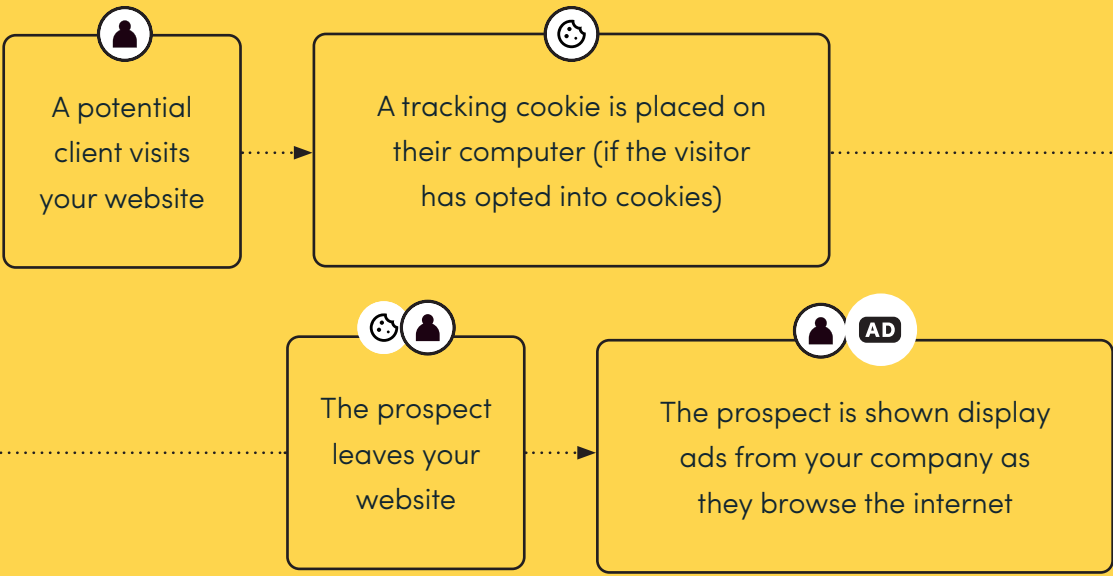 A potential
client visits
your website
A tracking cookie is placed on
their computer (if the visitor
has opted into cookies)
The prospect
leaves your
website
AD
The prospect is shown display
ads from your company as
they browse the internet